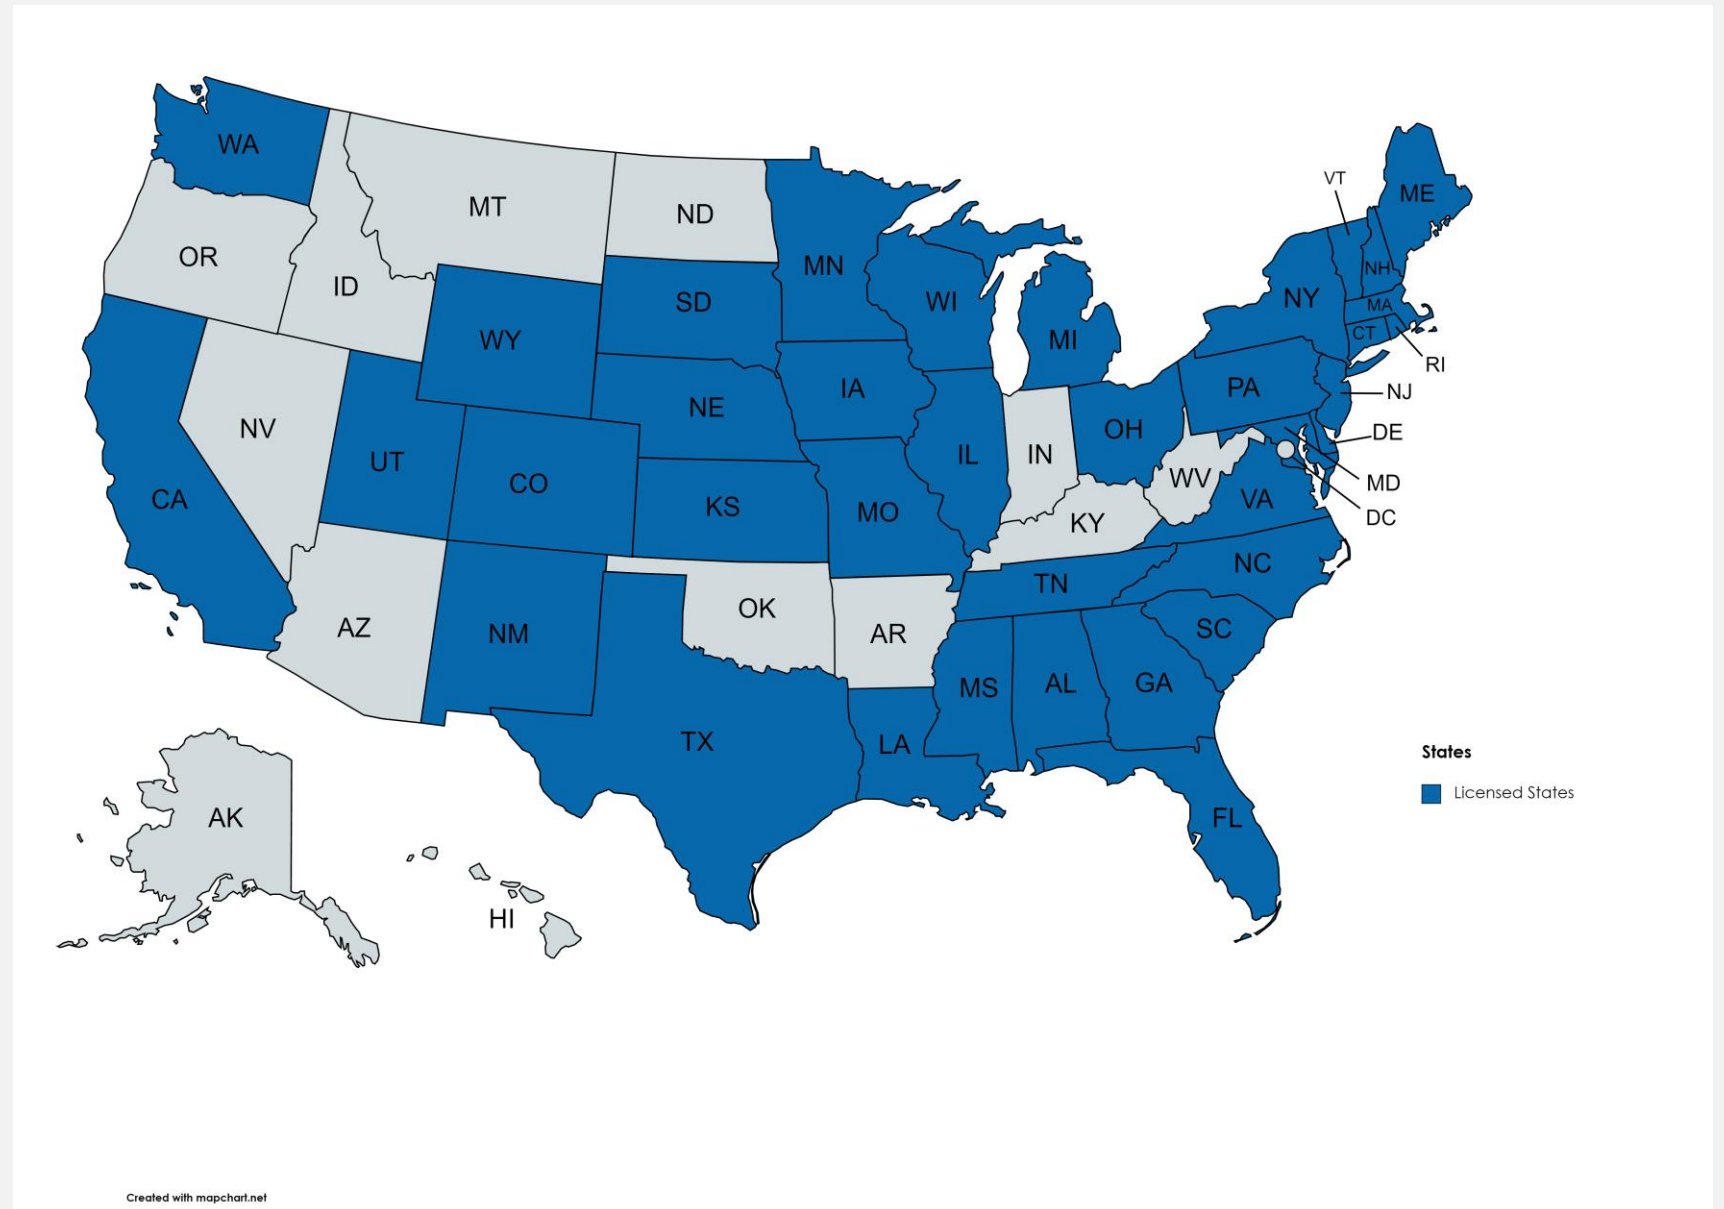 WA
VT
ME
MT
ND
OR
MN
NH
ID
SD
WI
NY
MA
WY
MI
CT
RI
IA
PA
NJ
NE
NV
OH
DE
UT
CO
IL
IN
WV
MD
CA
KS
MO
VA
DC
KY
NC
TN
OK
AZ
NM
AR
SC
MS
AL
GA
TX
LA
States
Licensed States
AK
FL
HI
Created with mapchart.net